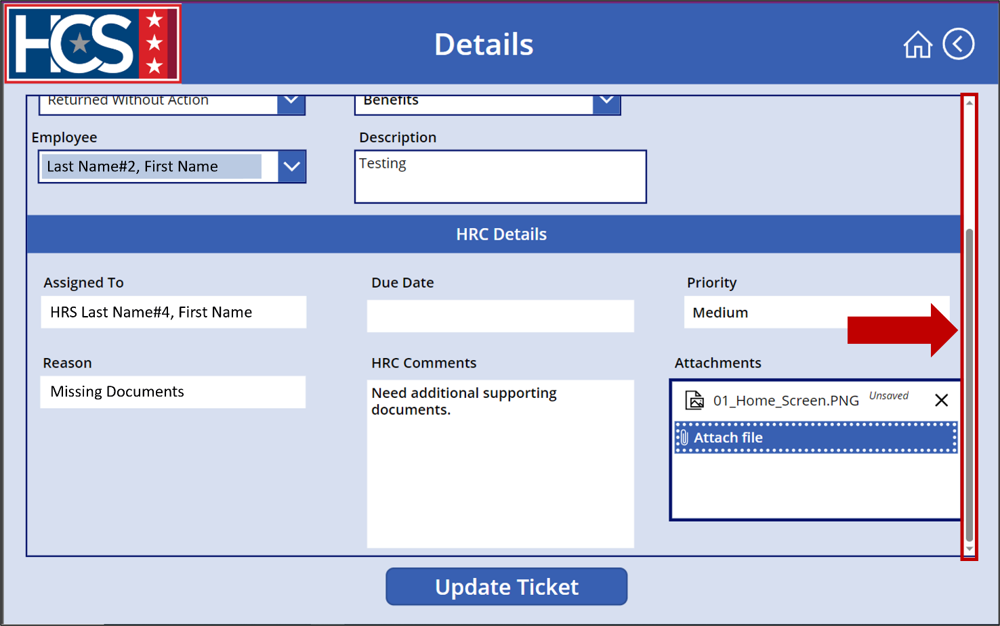 HCS
Details
Returned Without Action
Benefits
Employee
Description
Last Name#2, First Name
Testing
HRC Details
Assigned To
Due Date
Priority
HRS Last Name#4, First Name
Medium
Reason
HRC Comments
Attachments
Missing Documents
Need additional supporting
documents.
01_Home_Screen.PNG Unsaved
Attach file
Update Ticket